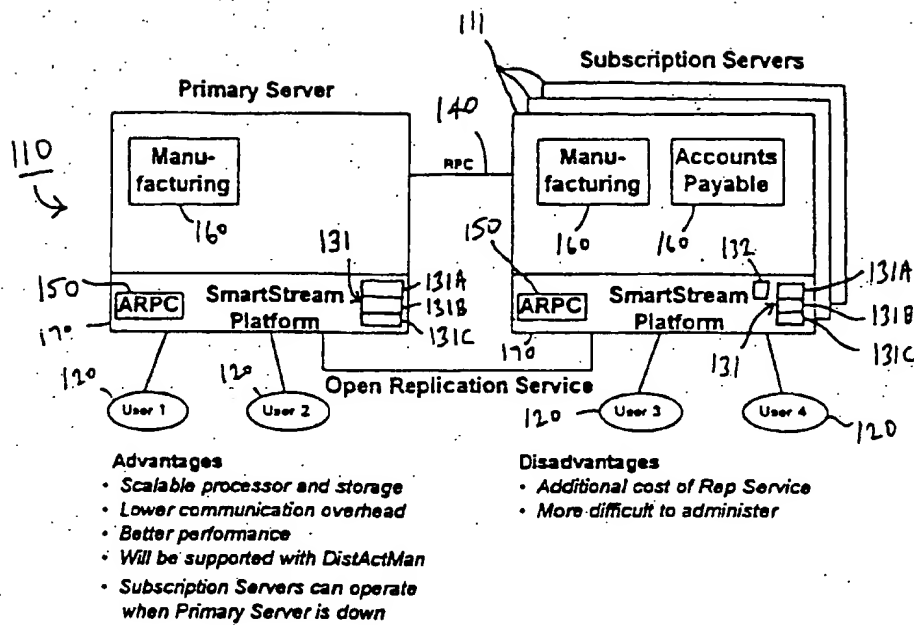 111
Subscription Servers
Primary Server
140
110
Manu-
facturing
RPC
Manu-
facturing
Accounts
Payable
160
131
150
160
160
132
131A
150
ARPC
SmartStream
Platform
131A
131B
131C
ARPC
SmartStream
Platform
131B
170
170
131
131C
Open Replication Service
120
User 1
120
User 2
120
User 3
User 4
120
Advantages
• Scalable processor and storage
• Lower communication overhead
• Better performance
• Will be supported with DistActMan
• Subscription Servers can operate
when Primary Server is down
Disadvantages
• Additional cost of Rep Service
• More difficult to administer